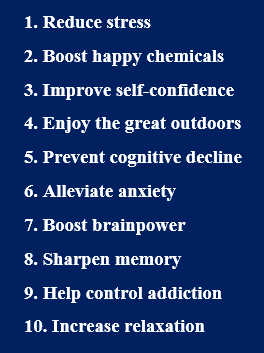 1. Reduce stress
2. Boost happy chemicals
3. Improve self-confidence
4. Enjoy the great outdoors
5. Prevent cognitive decline
6. Alleviate anxiety
7. Boost brainpower
8. Sharpen memory
9. Help control addiction
10. Increase relaxation